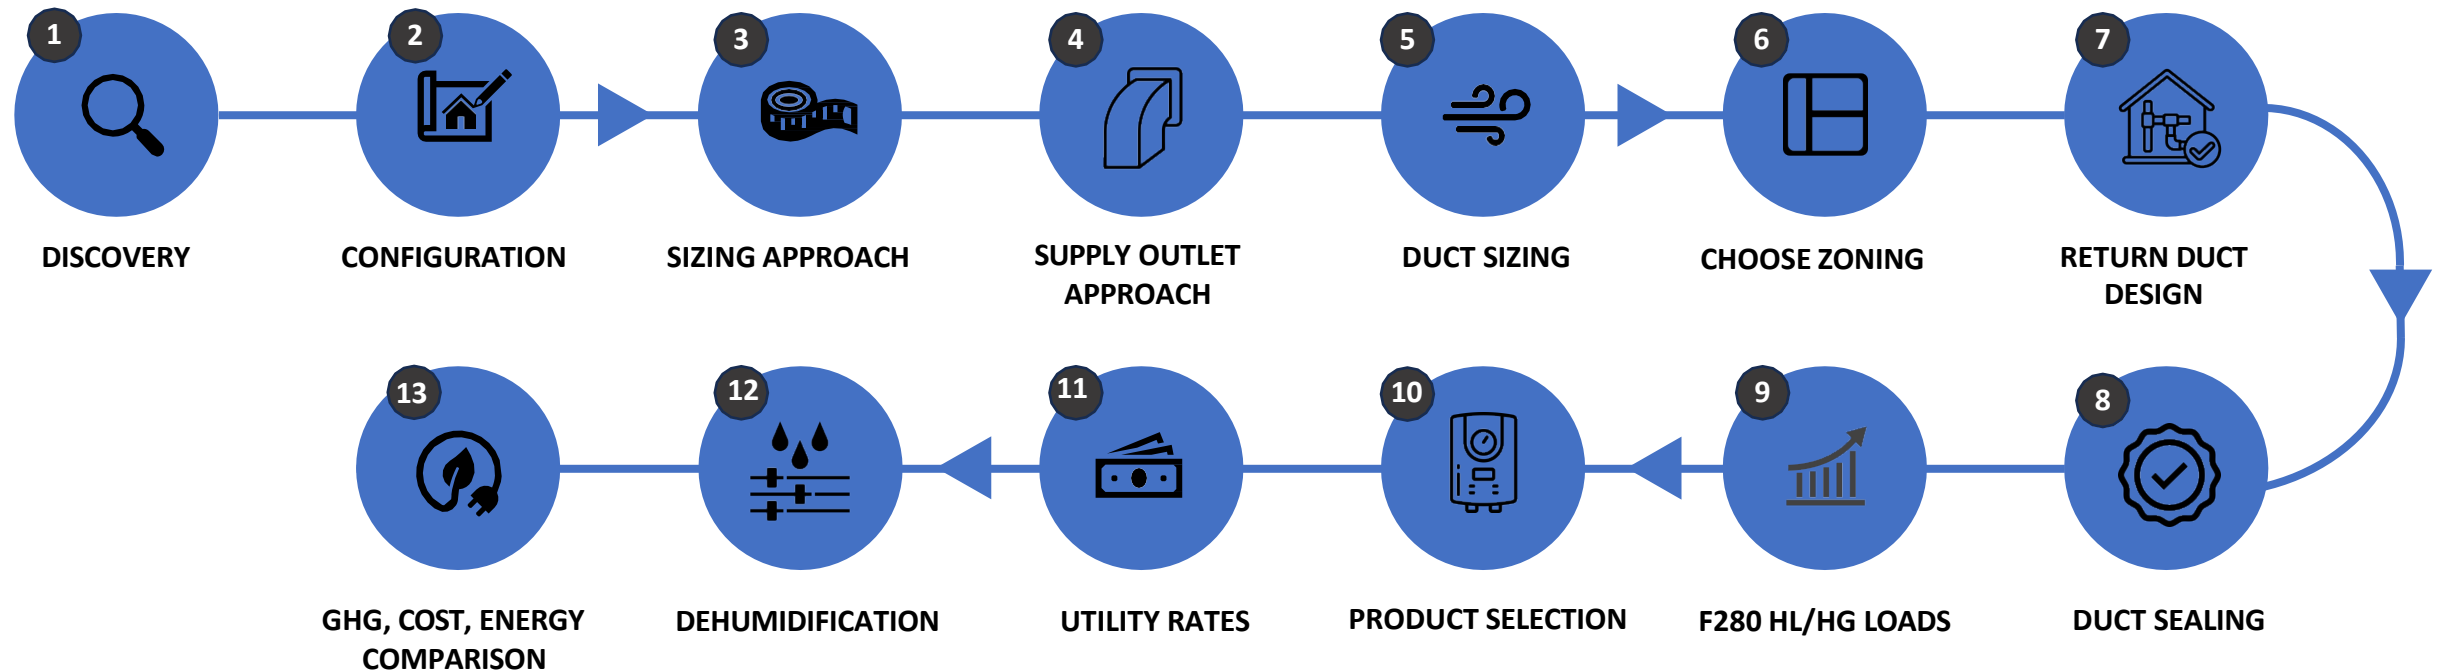 1
2
3
4
5
6
7
DISCOVERY
CONFIGURATION
SIZING APPROACH
SUPPLY OUTLET
APPROACH
DUCT SIZING
CHOOSE ZONING
RETURN DUCT
DESIGN
8
9
10
11
12
13
DUCT SEALING
F280 HL/HG LOADS
PRODUCT SELECTION
UTILITY RATES
DEHUMIDIFICATION
GHG, COST, ENERGY
COMPARISON